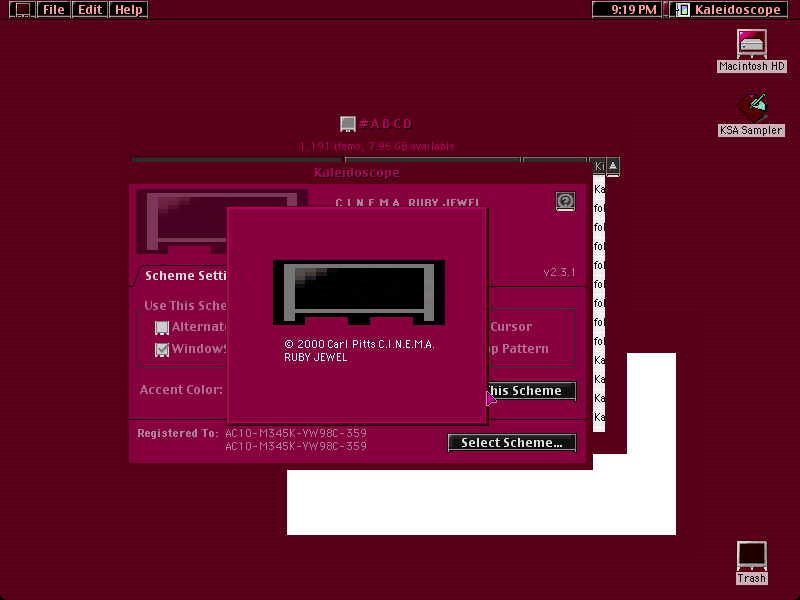 File Edit Help
9:19 PM Kaleidoscope
Macintosh HD
KSA Sampler
#ABCD
1,191 items, 7.96 GB available
Ki
Kaleidoscope
Ka
fol
fol
fol
fol
fol
fol
fol
fol
Ka
Ka
Ka
Ka
C.I.N.E.M.A. RUBY JEWEL
v2.3.1
Scheme Setti
Use This Sche
Alternat
Cursor
Window
op Pattern
Accent Color:
his Scheme
© 2000 Carl Pitts C.I.N.E.M.A.
RUBY JEWEL
Registered To: AC10-M345K-YW98C-359
AC10-M345K-YW98C-359
Select Scheme...
Trash